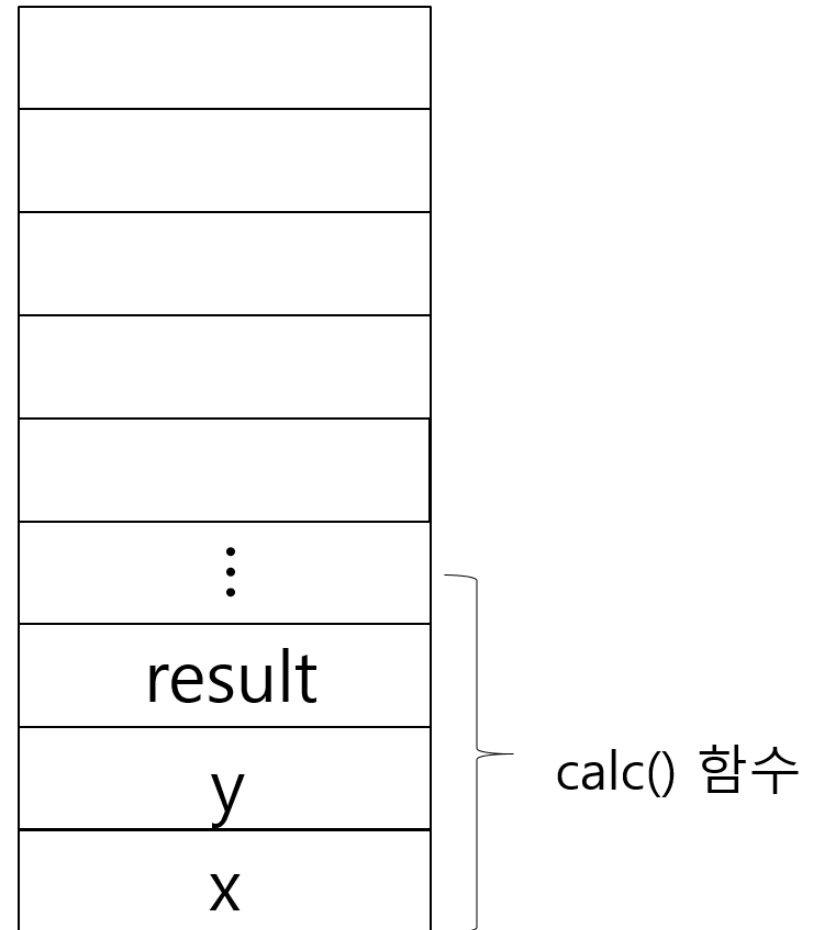 ⋮
result
y
calc() 함수
x